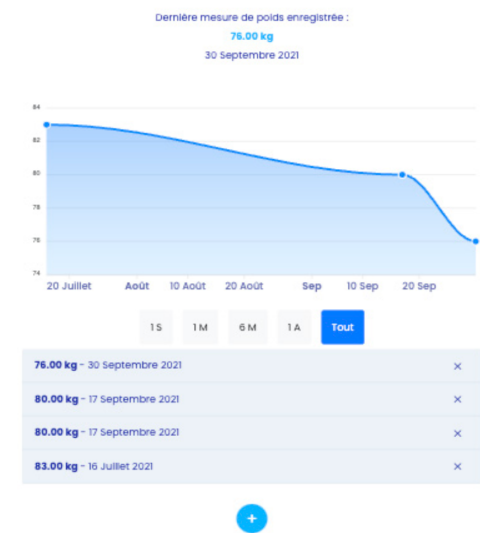 Dernière mesure de poids enregistrée :
76.00 kg
30 Septembre 2021
84
82
80
78
76
74
20 Juillet Août 10 Août 20 Août Sep 10 Sep 20 Sep
1 S 1 M 6 M 1 A Tout
76.00 kg - 30 Septembre 2021 ×
80.00 kg - 17 Septembre 2021 ×
80.00 kg - 17 Septembre 2021 ×
83.00 kg - 16 Juillet 2021 ×
+